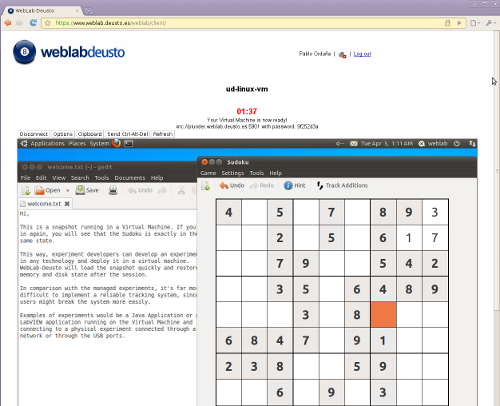 https://www.weblab.deusto.es/weblab/client/
weblabdeusto
Pablo Orduña | Log out
ud-linux-vm
01:37
Your Virtual Machine is now ready!
vnc://plunder.weblab.deusto.es:5901 with password:
Disconnect Options Clipboard Send Ctrl-Alt-Del Refresh
Applications Places System Tue Apr 5, 1:11 AM weblab
welcome.txt (~) - gedit
File Edit View Search Tools Documents Help
Open Save Undo
welcome.txt
Hi,
This is a snapshot running in a Virtual Machine. If you
in again, you will see that the Sudoku is exactly in the
same state.
This way, experiment developers can develop an experiment
in any technology and deploy it in a virtual machine.
WebLab-Deusto will load the snapshot quickly and restore
memory and disk state after the session.
In comparison with the managed experiments, it's far more
difficult to implement a reliable tracking system, since
users might break the system more easily.
Examples of experiments would be a Java Application or a
LabVIEW application running on the Virtual Machine and
connecting to a physical experiment connected through a
network or through the USB ports.
Sudoku
Game Settings Tools Help
Undo Redo Hint Track Additions
4 5 7 8 9 3
2 5 6 1 7
7 9 5 4 2
3 5 6 4 8 9
3 8
6 8 4 7 9 1
2 3 8 5 9
6 9 3